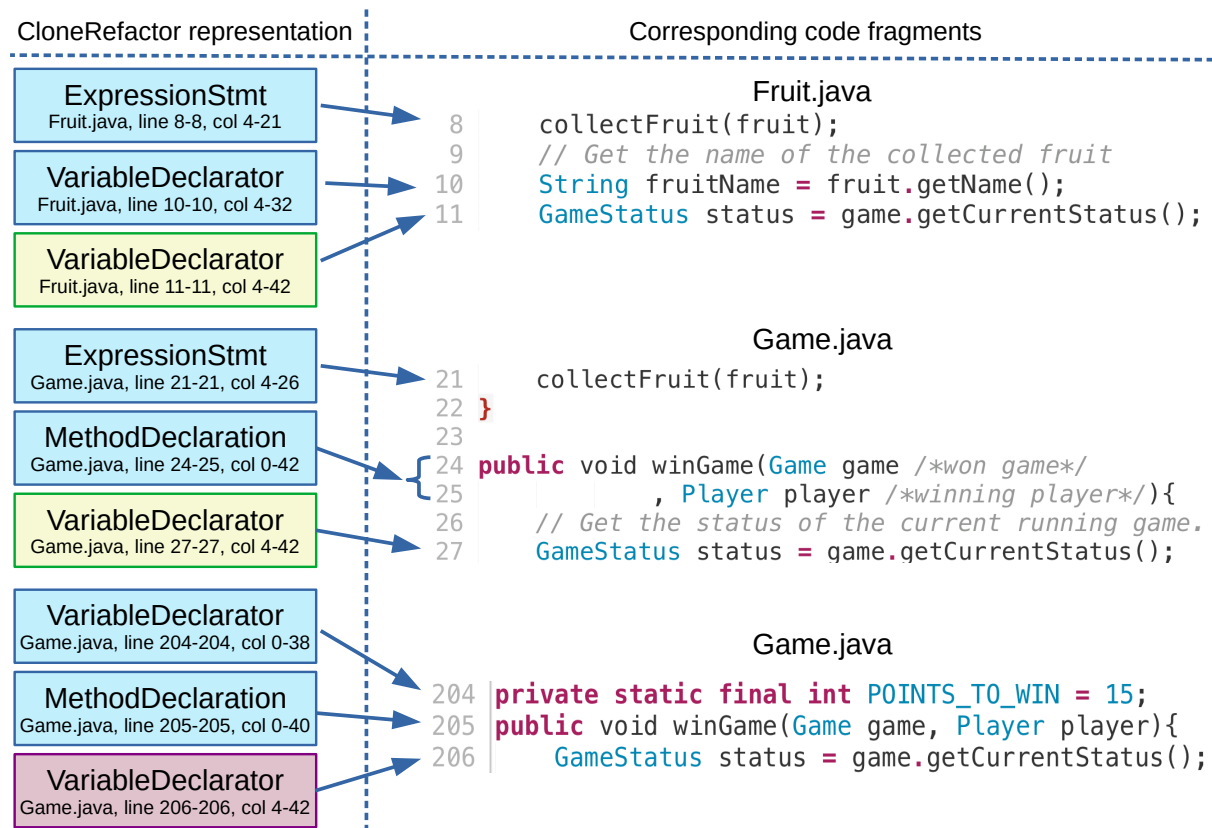 CloneRefactor representation
Corresponding code fragments
ExpressionStmt
Fruit.java, line 8-8, col 4-21
VariableDeclarator
Fruit.java, line 10-10, col 4-32
VariableDeclarator
Fruit.java, line 11-11, col 4-42
Fruit.java
8 collectFruit(fruit);
9 // Get the name of the collected fruit
10 String fruitName = fruit.getName();
11 GameStatus status = game.getCurrentStatus();
ExpressionStmt
Game.java, line 21-21, col 4-26
MethodDeclaration
Game.java, line 24-25, col 0-42
VariableDeclarator
Game.java, line 27-27, col 4-42
Game.java
21 collectFruit(fruit);
22 }
23
24 public void winGame(Game game /*won game*/
25 , Player player /*winning player*/){
26 // Get the status of the current running game.
27 GameStatus status = game.getCurrentStatus();
VariableDeclarator
Game.java, line 204-204, col 0-38
MethodDeclaration
Game.java, line 205-205, col 0-40
VariableDeclarator
Game.java, line 206-206, col 4-42
Game.java
204 private static final int POINTS_TO_WIN = 15;
205 public void winGame(Game game, Player player){
206 GameStatus status = game.getCurrentStatus();